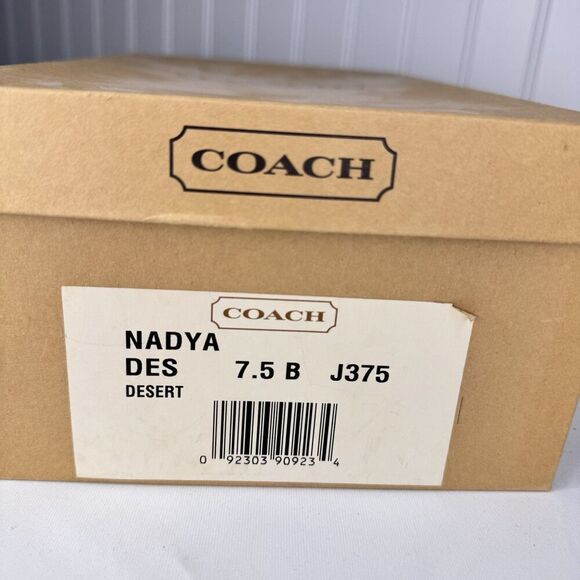 COACH
COACH
NADYA
DES 7.5 B J375
DESERT
0 92303 90923 4